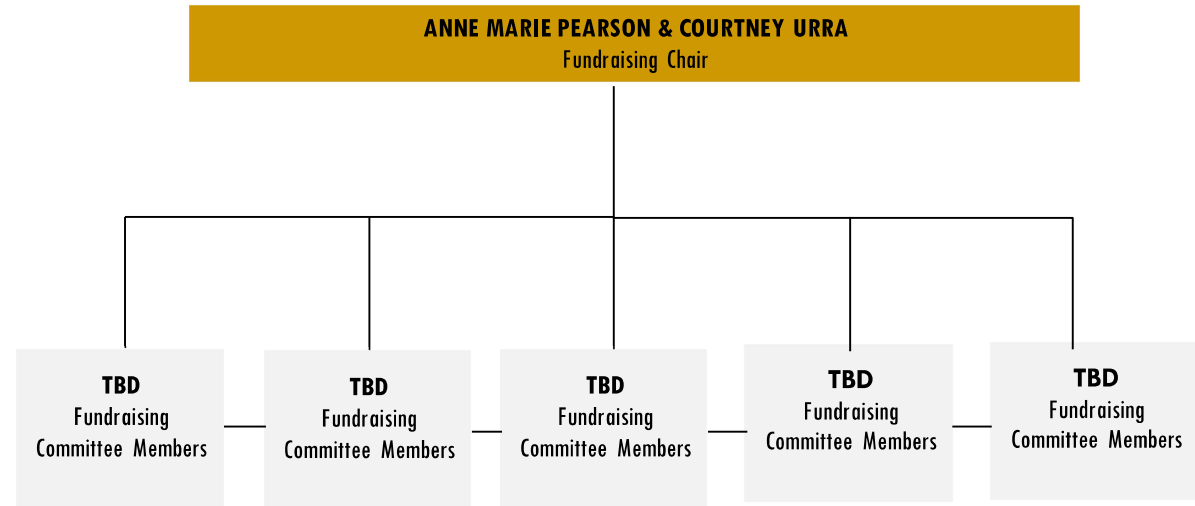 ANNE MARIE PEARSON & COURTNEY URRA
Fundraising Chair
TBD
Fundraising
Committee Members
TBD
Fundraising
Committee Members
TBD
Fundraising
Committee Members
TBD
Fundraising
Committee Members
TBD
Fundraising
Committee Members